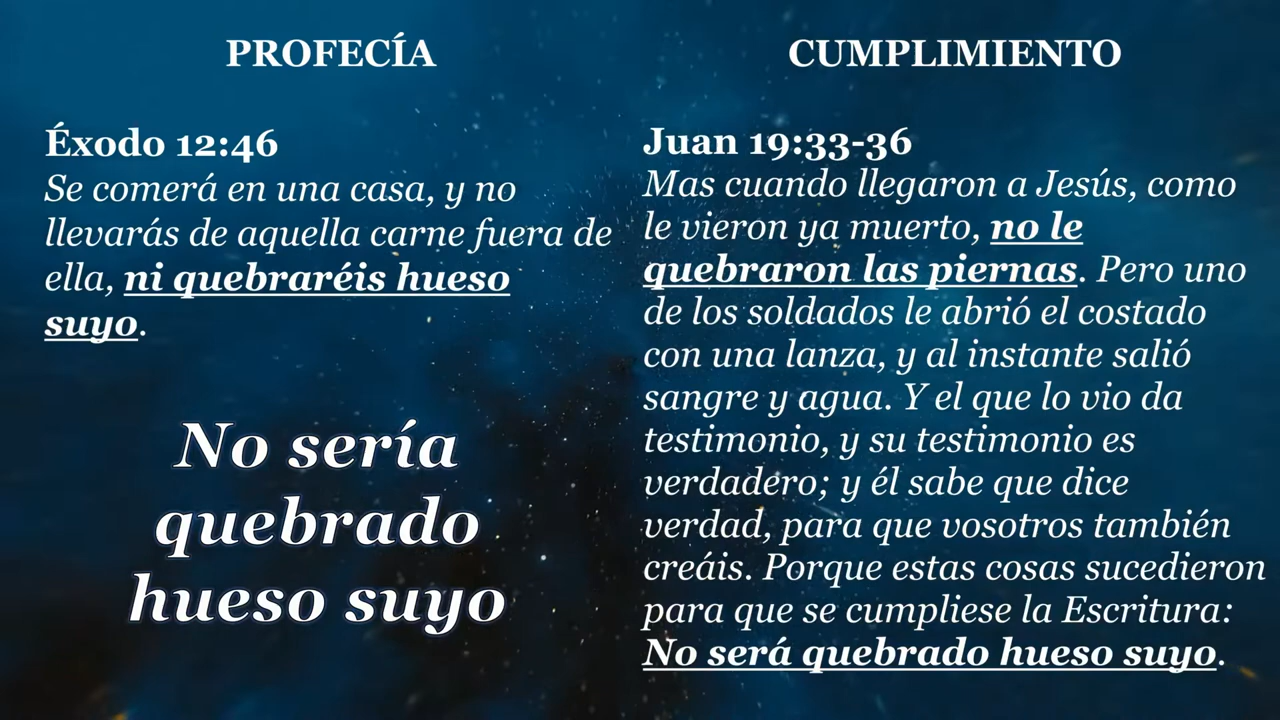 PROFECÍA
Éxodo 12:46
Se comerá en una casa, y no
llevarás de aquella carne fuera de
ella, ni quebraréis hueso
suyo.
No sería
quebrado
hueso suyo
CUMPLIMIENTO
Juan 19:33-36
Mas cuando llegaron a Jesús, como
le vieron ya muerto, no le
quebraron las piernas. Pero uno
de los soldados le abrió el costado
con una lanza, y al instante salió
sangre y agua. Y el que lo vio da
testimonio, y su testimonio es
verdadero; y él sabe que dice
verdad, para que vosotros también
creáis. Porque estas cosas sucedieron
para que se cumpliese la Escritura:
No será quebrado hueso suyo.